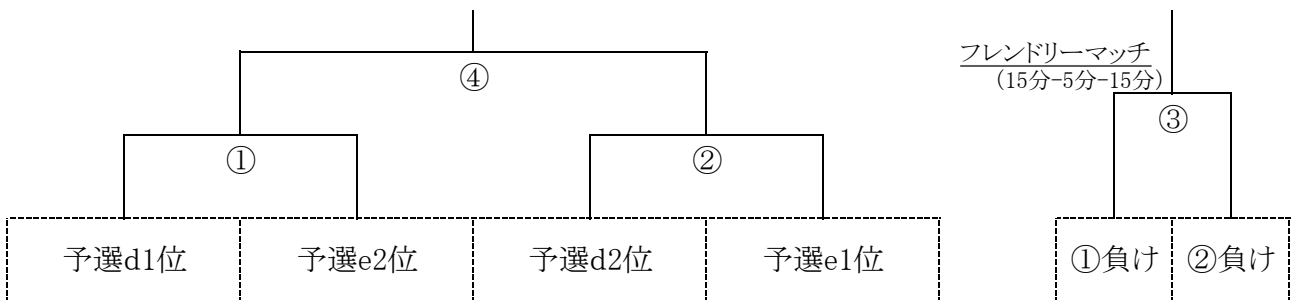 ④
① ②
予選d1位 予選e2位 予選d2位 予選e1位
フレンドリーマッチ
(15分-5分-15分)
③
①負け ②負け